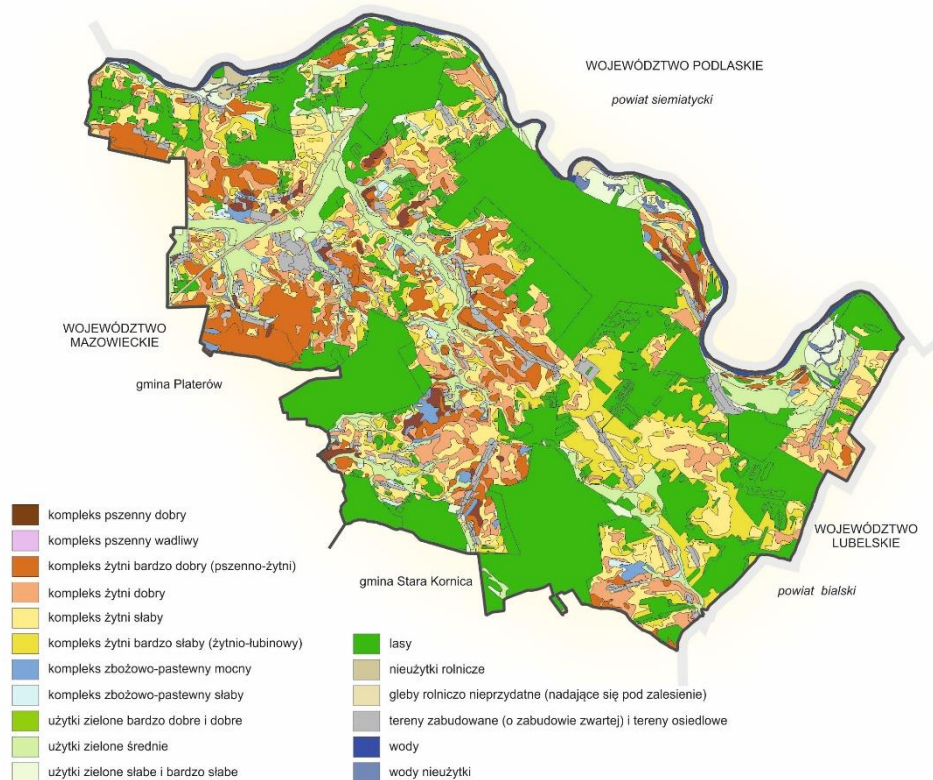 WOJEWÓDZTWO PODLASKIE
powiat siemiatycki
WOJEWÓDZTWO
MAZOWIECKIE
gmina Platerów
WOJEWÓDZTWO
LUBELSKIE
gmina Stara Kornica
powiat bialski
kompleks pszenny dobry
kompleks pszenny wadliwy
kompleks żytni bardzo dobry (pszenno-żytni)
kompleks żytni dobry
kompleks żytni słaby
kompleks żytni bardzo słaby (żytnio-łubinowy)
kompleks zbożowo-pastewny mocny
kompleks zbożowo-pastewny słaby
użytki zielone bardzo dobre i dobre
użytki zielone średnie
użytki zielone słabe i bardzo słabe
lasy
nieużytki rolnicze
gleby rolniczo nieprzydatne (nadające się pod zalesienie)
tereny zabudowane (o zabudowie zwartej) i tereny osiedlowe
wody
wody nieużytki